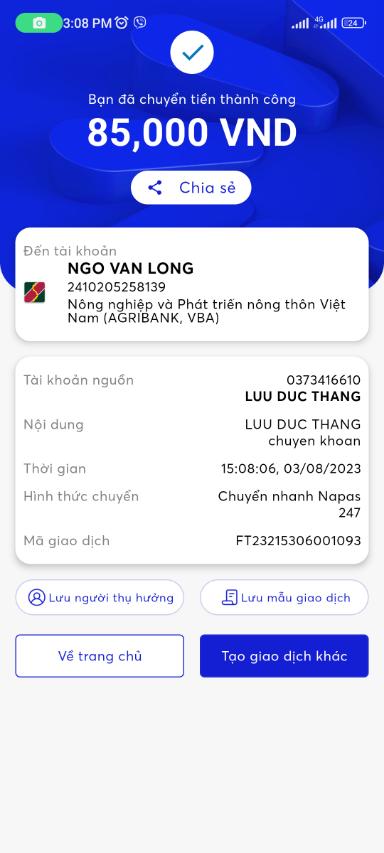 3:08 PM 4G 24
Bạn đã chuyển tiền thành công
85,000 VND
Chia sẻ
Đến tài khoản
NGO VAN LONG
2410205258139
Nông nghiệp và Phát triển nông thôn Việt
Nam (AGRIBANK, VBA)
Tài khoản nguồn 0373416610
LUU DUC THANG
Nội dung LUU DUC THANG
chuyen khoan
Thời gian 15:08:06, 03/08/2023
Hình thức chuyển Chuyển nhanh Napas
247
Mã giao dịch FT23215306001093
Lưu người thụ hưởng Lưu mẫu giao dịch
Về trang chủ Tạo giao dịch khác